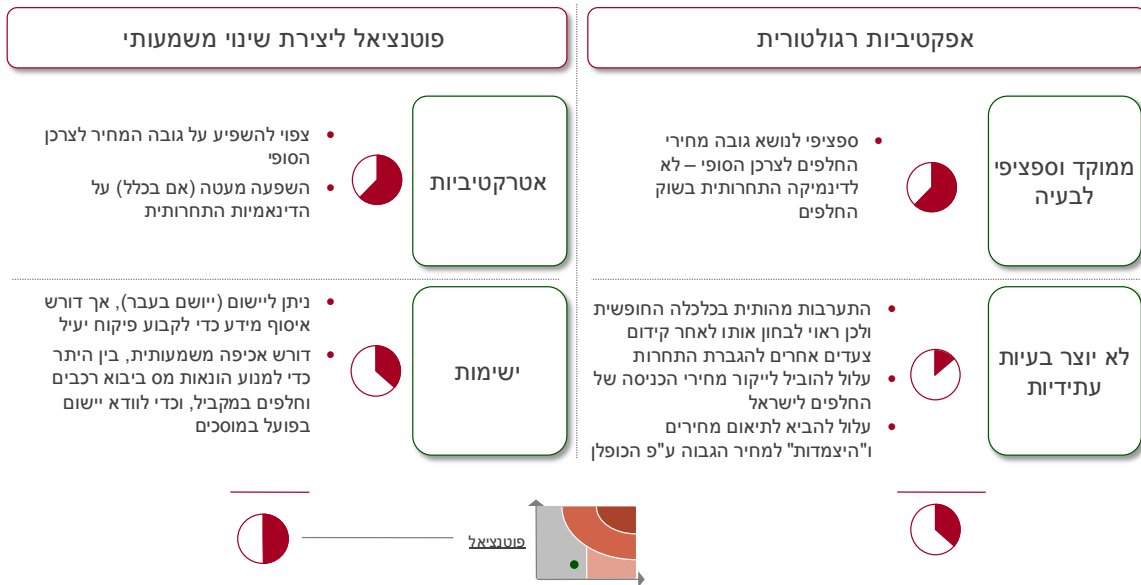 אפקטיביות רגולטורית
ממוקד וספציפי
לבעיה
• ספציפי לנושא גובה מחירי
החלפים לצרכן הסופי – לא
לדינמיקה התחרותית בשוק
החלפים
לא יוצר בעיות
עתידיות
• התערבות מהותית בכלכלה החופשית
ולכן ראוי לבחון אותו לאחר קידום
צעדים אחרים להגברת התחרות
• עלול להוביל לייקור מחירי הכניסה של
החלפים לישראל
• עלול להביא לתיאום מחירים
ו"היצמדות" למחיר הגבוה ע"פ הכופלן
פוטנציאל ליצירת שינוי משמעותי
אטרקטיביות
• צפוי להשפיע על גובה המחיר לצרכן
הסופי
• השפעה מעטה (אם בכלל) על
הדינאמיות התחרותית
ישימות
• ניתן ליישום (ייושם בעבר), אך דורש
איסוף מידע כדי לקבוע פיקוח יעיל
• דורש אכיפה משמעותית, בין היתר
כדי למנוע הונאות מס ביבוא רכבים
וחלפים במקביל, וכדי לוודא יישום
בפועל במוסכים
פוטנציאל